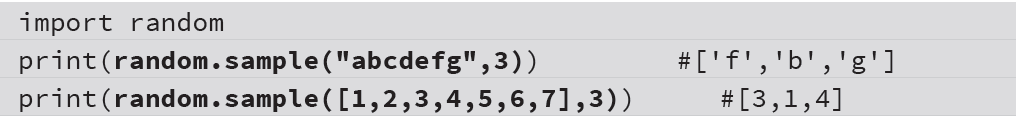 import random
print(random.sample("abcdefg",3)) #['f','b','g']
print(random.sample([1,2,3,4,5,6,7],3)) #[3,1,4]